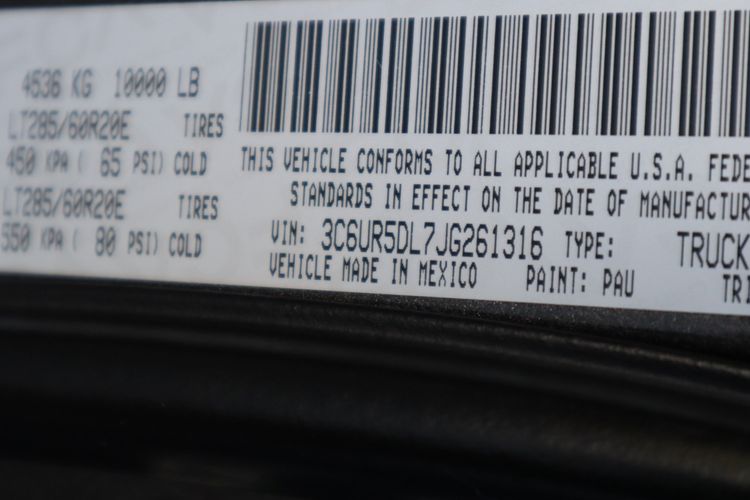 4536 KG 10000 LB
LT285/60R20E TIRES
450 KPA ( 65 PSI) COLD
LT285/60R20E TIRES
550 KPA ( 80 PSI) COLD
THIS VEHICLE CONFORMS TO ALL APPLICABLE U.S.A. FEDE
STANDARDS IN EFFECT ON THE DATE OF MANUFACTUR
VIN: 3C6UR5DL7JG261316 TYPE: TRUCK
VEHICLE MADE IN MEXICO PAINT: PAU TRI